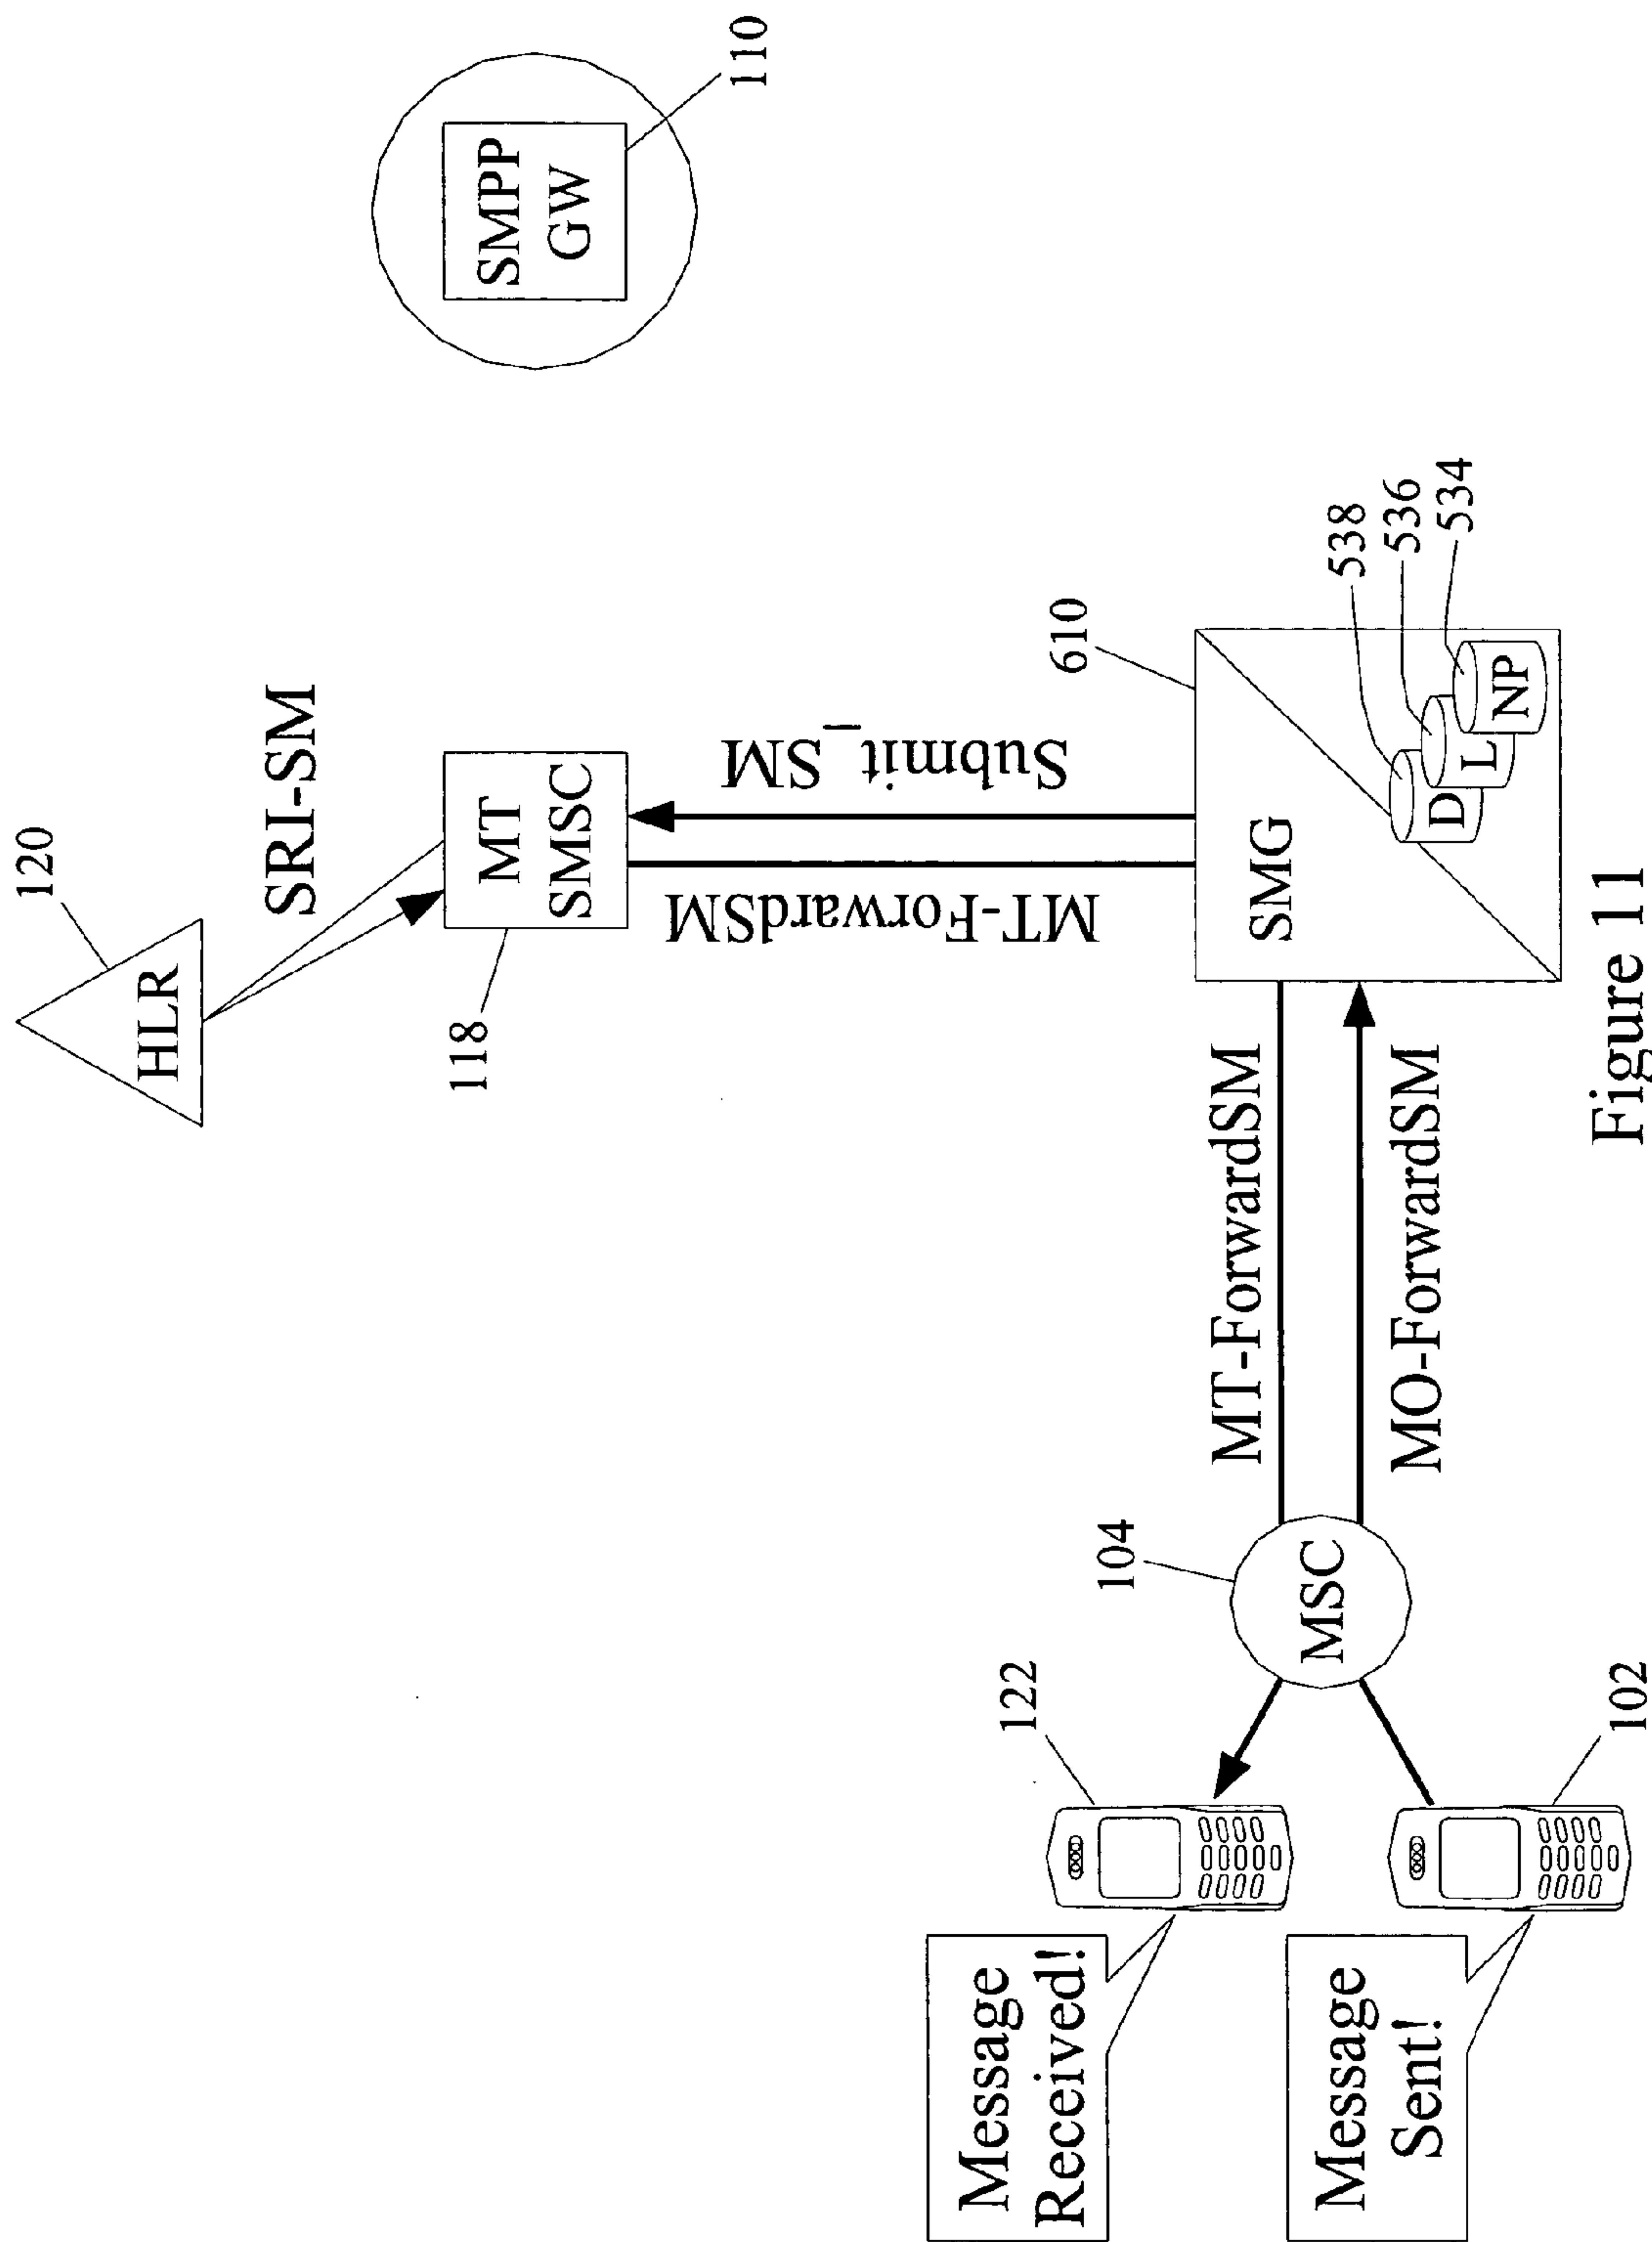 120
HLR
SRI-SM
118
MT
SMSC
SMPP
GW
110
MT-ForwardSM
Submit_SM
610
SMG
538
536
534
D
L
NP
MT-ForwardSM
MO-ForwardSM
104
MSC
122
102
Message
Received!
Message
Sent!
Figure 11